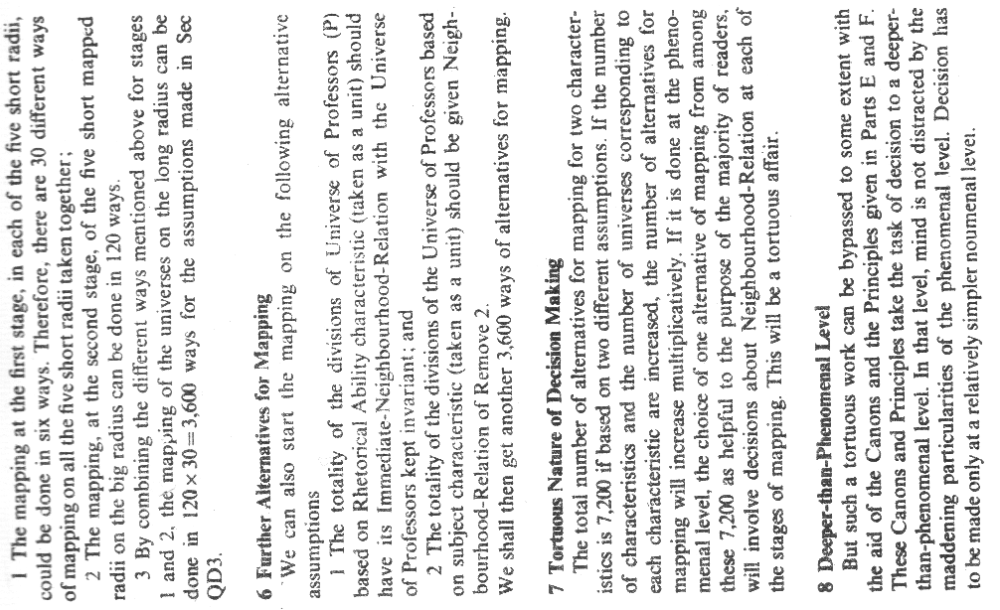 1 The mapping at the first stage, in each of the five short radii,
could be done in six ways. Therefore, there are 30 different ways
of mapping on all the five short radii taken together;
2 The mapping, at the second stage, of the five short mapped
radii on the big radius can be done in 120 ways.
3 By combining the different ways mentioned above for stages
1 and 2, the mapping of the universes on the long radius can be
done in 120×30=3,600 ways for the assumptions made in Sec
QD3.
6 Further Alternatives for Mapping
We can also start the mapping on the following alternative
assumptions
1 The totality of the divisions of Universe of Professors (P)
based on Rhetorical Ability characteristic (taken as a unit) should
have its Immediate-Neighbourhood-Relation with the Universe
of Professors kept invariant; and
2 The totality of the divisions of the Universe of Professors based
on subject characteristic (taken as a unit) should be given Neigh-
bourhood-Relation of Remove 2.
We shall then get another 3,600 ways of alternatives for mapping.
7 Tortuous Nature of Decision Making
The total number of alternatives for mapping for two character-
istics is 7,200 if based on two different assumptions. If the number
of characteristics and the number of universes corresponding to
each characteristic are increased, the number of alternatives for
mapping will increase multiplicatively. If it is done at the pheno-
menal level, the choice of one alternative of mapping from among
these 7,200 as helpful to the purpose of the majority of readers,
will involve decisions about Neighbourhood-Relation at each of
the stages of mapping. This will be a tortuous affair.
8 Deeper-than-Phenomenal Level
But such a tortuous work can be bypassed to some extent with
the aid of the Canons and the Principles given in Parts E and F.
These Canons and Principles take the task of decision to a deeper-
than-phenomenal level. In that level, mind is not distracted by the
maddening particularities of the phenomenal level. Decision has
to be made only at a relatively simpler noumenal level.